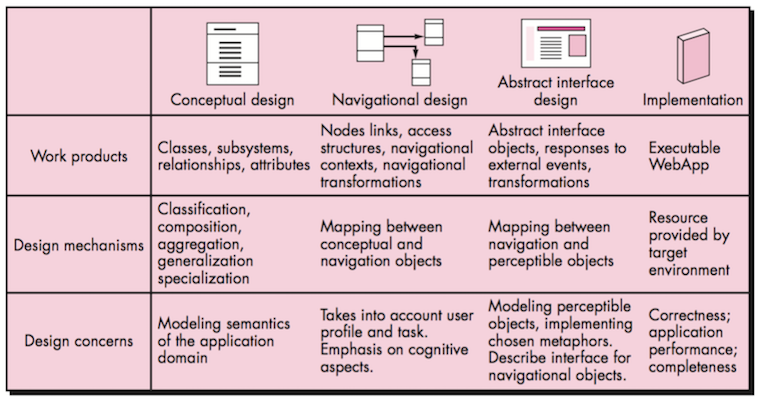 Conceptual design
Navigational design
Abstract interface
design
Implementation
Work products
Classes, subsystems,
relationships, attributes
Nodes links, access
structures, navigational
contexts, navigational
transformations
Abstract interface
objects, responses to
external events,
transformations
Executable
WebApp
Design mechanisms
Classification,
composition,
aggregation,
generalization
specialization
Mapping between
conceptual and
navigation objects
Mapping between
navigation and
perceptible objects
Resource
provided by
target
environment
Design concerns
Modeling semantics
of the application
domain
Takes into account user
profile and task.
Emphasis on cognitive
aspects.
Modeling perceptible
objects, implementing
chosen metaphors.
Describe interface for
navigational objects.
Correctness;
application
performance;
completeness